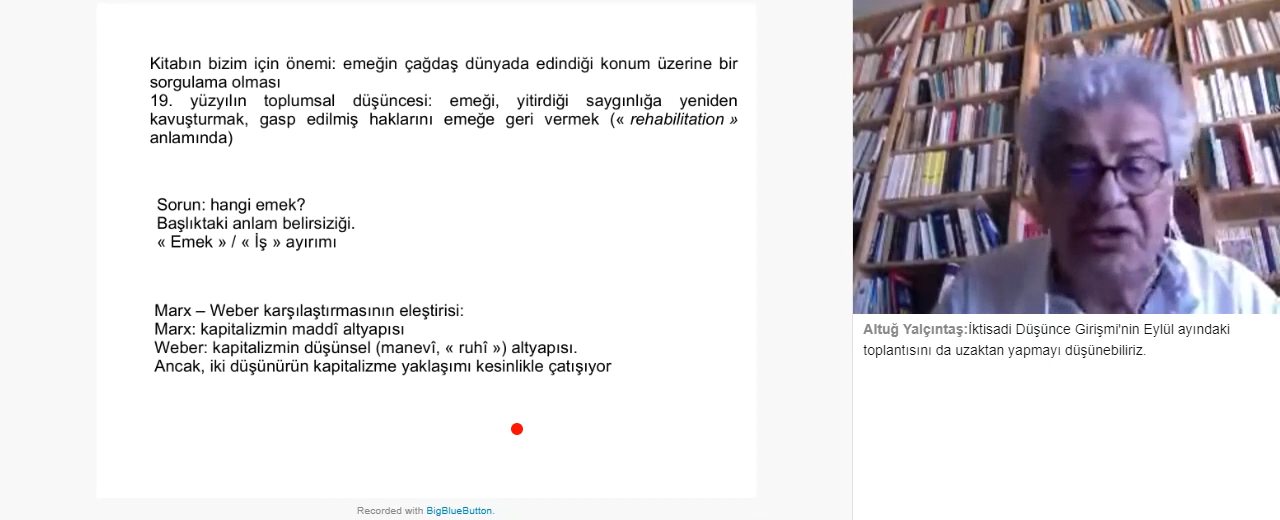 Kitabın bizim için önemi: emeğin çağdaş dünyada edindiği konum üzerine bir
sorgulama olması
19. yüzyılın toplumsal düşüncesi: emeği, yitirdiği saygınlığa yeniden
kavuşturmak, gasp edilmiş haklarını emeğe geri vermek (« rehabilitation »
anlamında)
Sorun: hangi emek?
Başlıktaki anlam belirsiziği.
« Emek » / « İş » ayırımı
Marx – Weber karşılaştırmasının eleştirisi:
Marx: kapitalizmin maddî altyapısı
Weber: kapitalizmin düşünsel (manevî, « ruhî ») altyapısı.
Ancak, iki düşünürün kapitalizme yaklaşımı kesinlikle çatışıyor
Recorded with BigBlueButton.
Altuğ Yalçıntaş:İktisadi Düşünce Girişmi'nin Eylül ayındaki
toplantısını da uzaktan yapmayı düşünebiliriz.